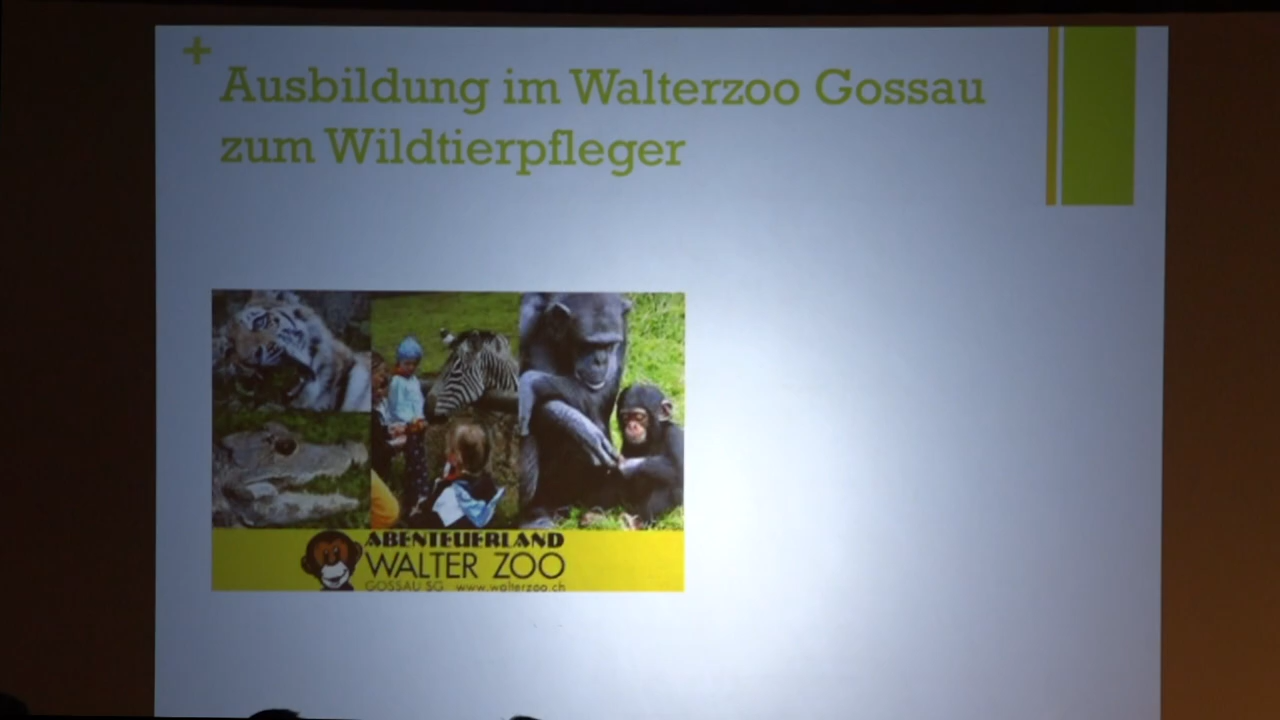 +
Ausbildung im Walterzoo Gossau
zum Wildtierpfleger
ABENTEUERLAND
WALTER ZOO
GOSSAU SG www.walterzoo.ch